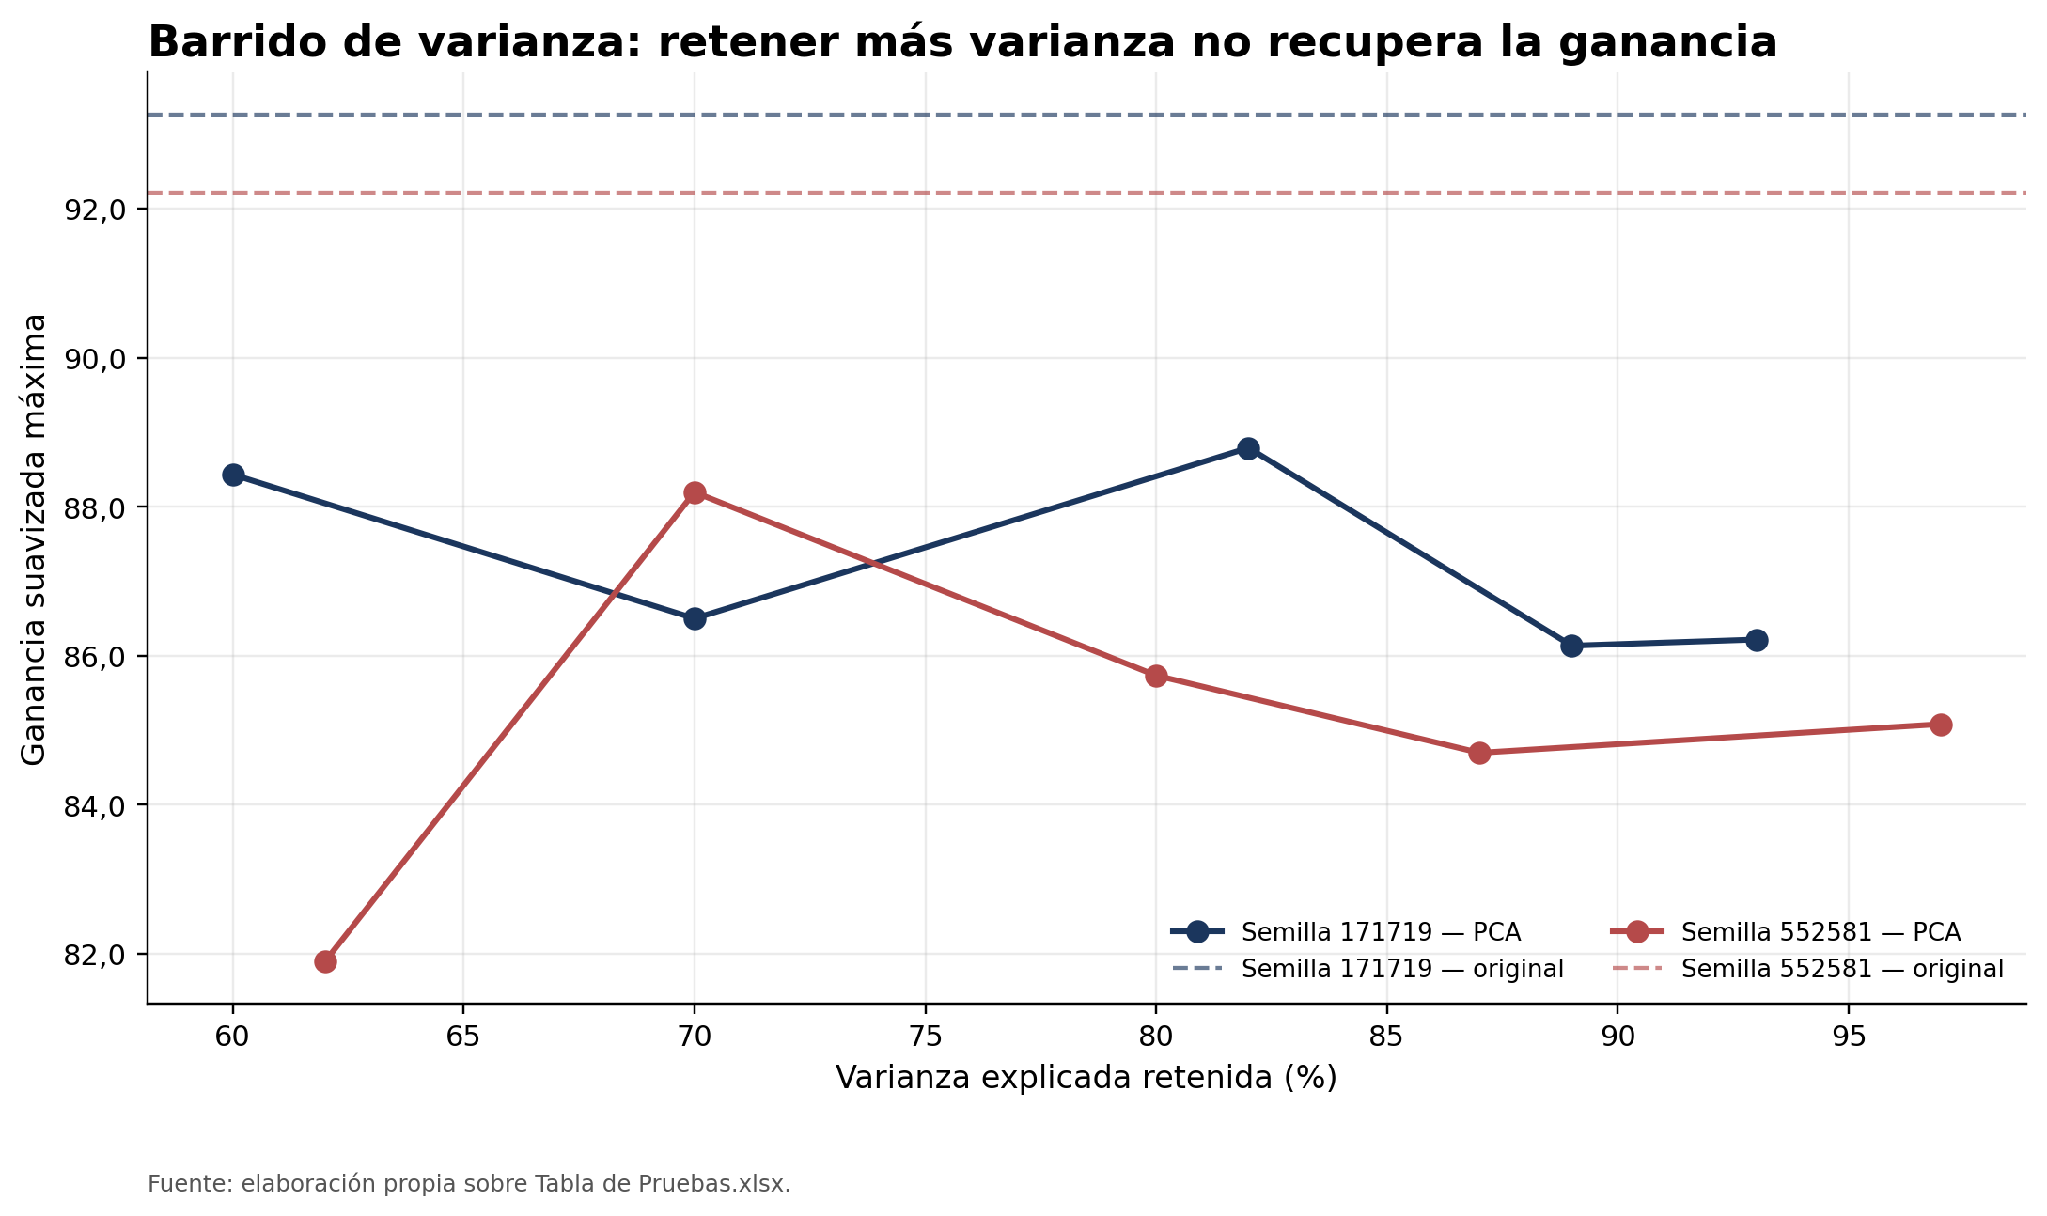 Barrido de varianza: retener más varianza no recupera la ganancia
Ganancia suavizada máxima
92,0
90,0
88,0
86,0
84,0
82,0
Semilla 171719 — PCA
Semilla 171719 — original
Semilla 552581 — PCA
Semilla 552581 — original
60 65 70 75 80 85 90 95
Varianza explicada retenida (%)
Fuente: elaboración propia sobre Tabla de Pruebas.xlsx.